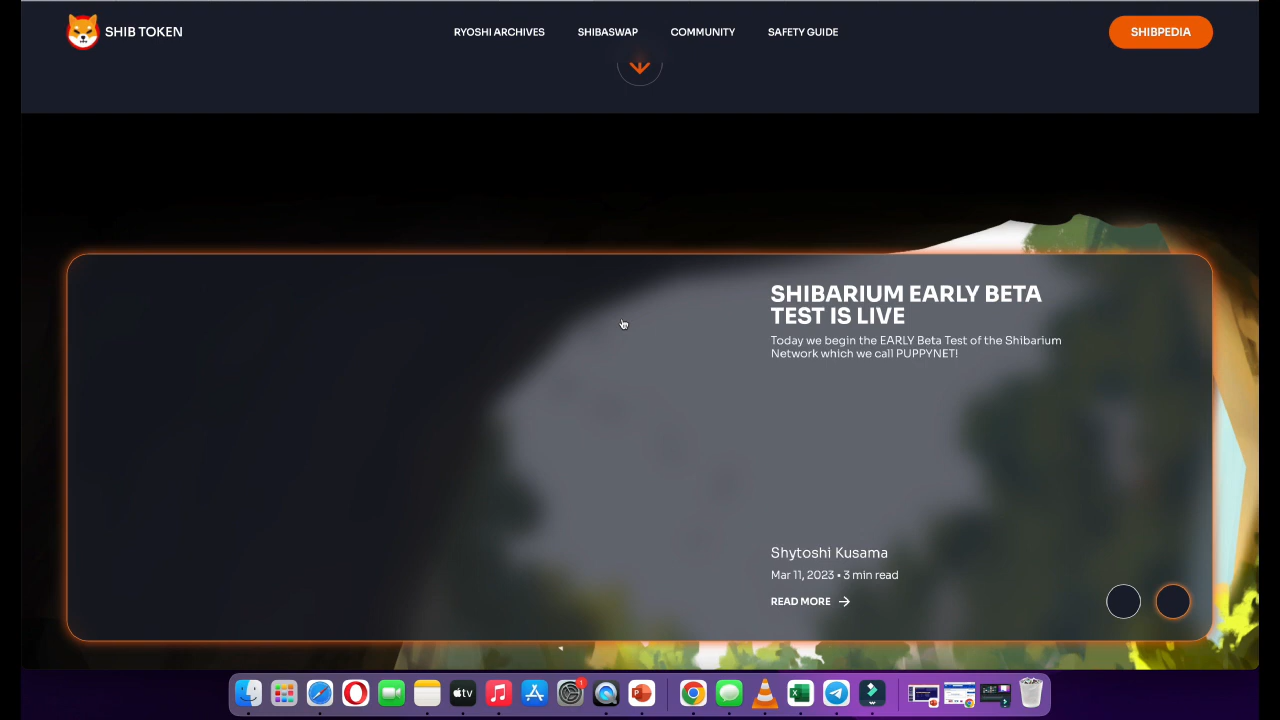 SHIB TOKEN
RYOSHI ARCHIVES
SHIBASWAP
COMMUNITY
SAFETY GUIDE
SHIBPEDIA
SHIBARIUM EARLY BETA
TEST IS LIVE
Today we begin the EARLY Beta Test of the Shibarium
Network which we call PUPPYNET!
Shytoshi Kusama
Mar 11, 2023 • 3 min read
READ MORE
tv
1